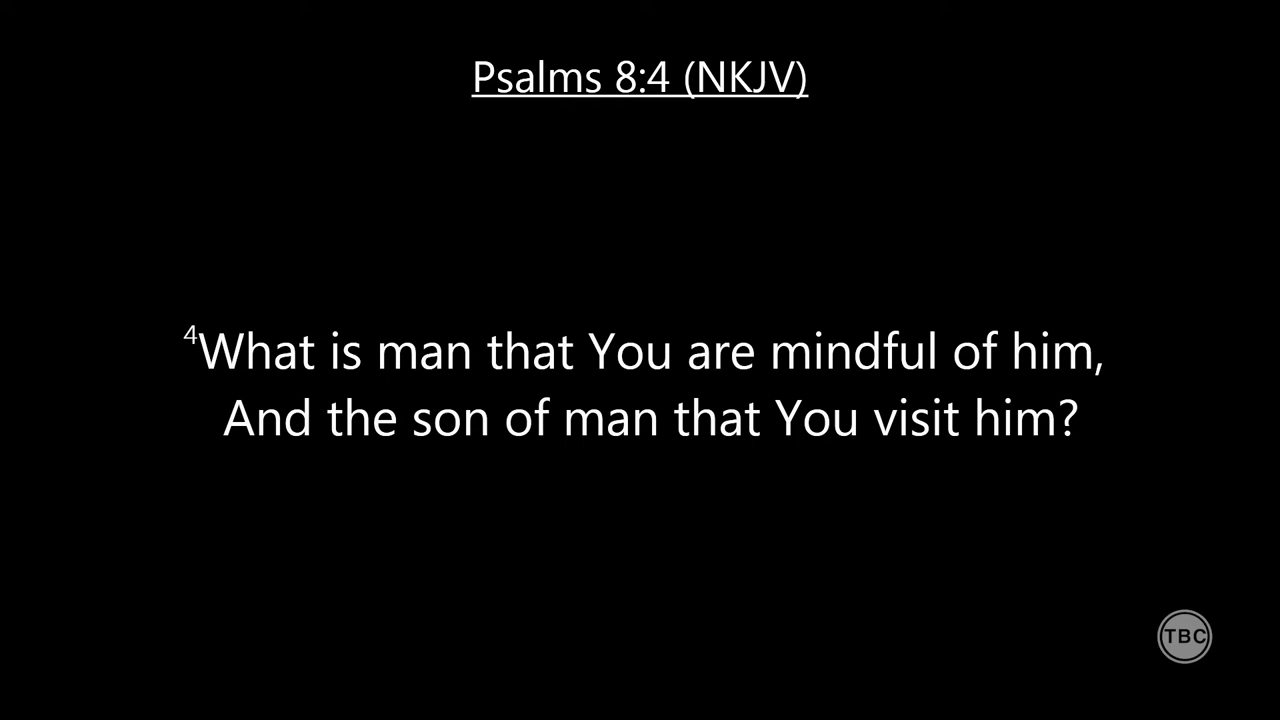 Psalms 8:4 (NKJV)
4What is man that You are mindful of him,
And the son of man that You visit him?
TBC